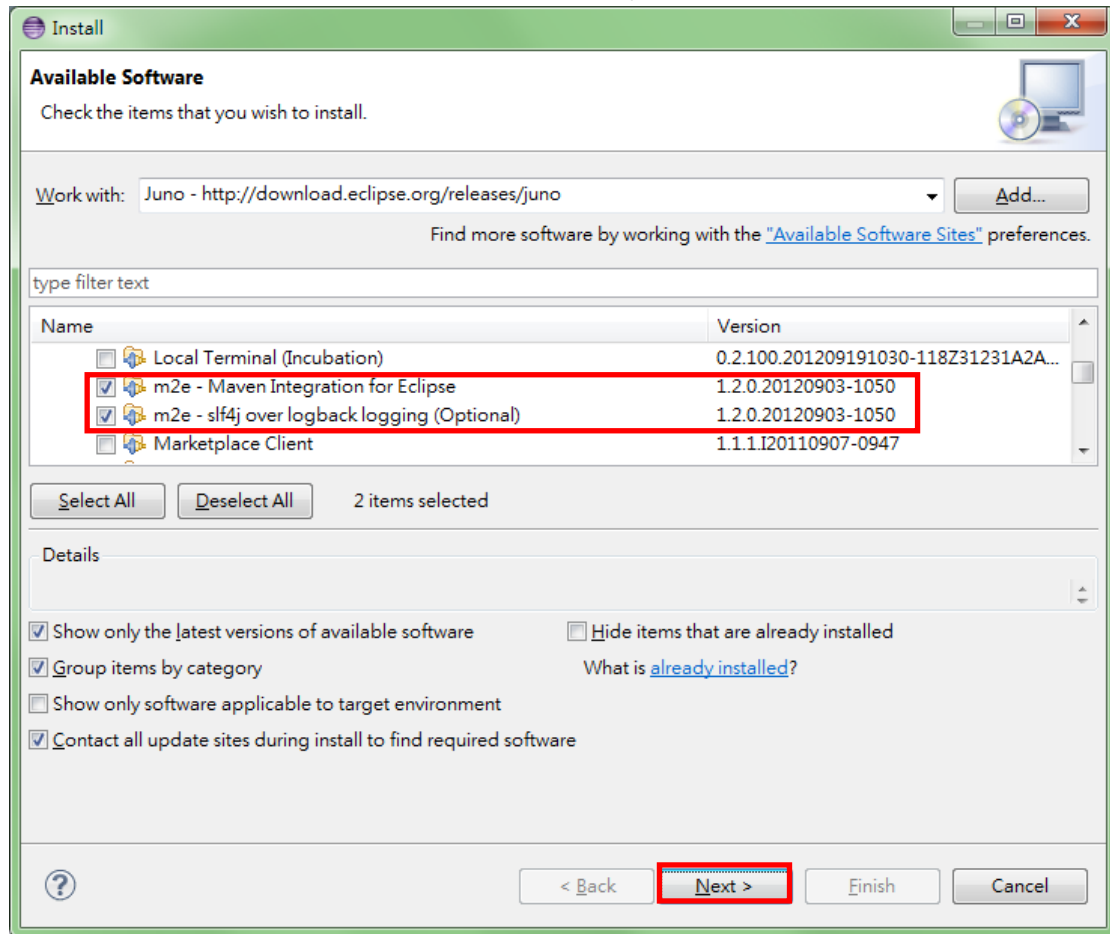 Install
Available Software
Check the items that you wish to install.
Work with: Juno - http://download.eclipse.org/releases/juno Add...
Find more software by working with the "Available Software Sites" preferences.
type filter text
Name Version
Local Terminal (Incubation) 0.2.100.201209191030-118Z31231A2A...
m2e - Maven Integration for Eclipse 1.2.0.20120903-1050
m2e - slf4j over logback logging (Optional) 1.2.0.20120903-1050
Marketplace Client 1.1.1.I20110907-0947
Select All Deselect All 2 items selected
Details
Show only the latest versions of available software Hide items that are already installed
Group items by category What is already installed?
Show only software applicable to target environment
Contact all update sites during install to find required software
? < Back Next > Finish Cancel